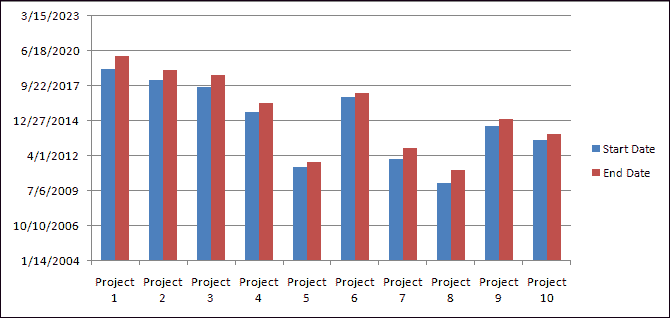 3/15/2023
6/18/2020
9/22/2017
12/27/2014
4/1/2012
7/6/2009
10/10/2006
1/14/2004
Project 1
Project 2
Project 3
Project 4
Project 5
Project 6
Project 7
Project 8
Project 9
Project 10
Start Date
End Date